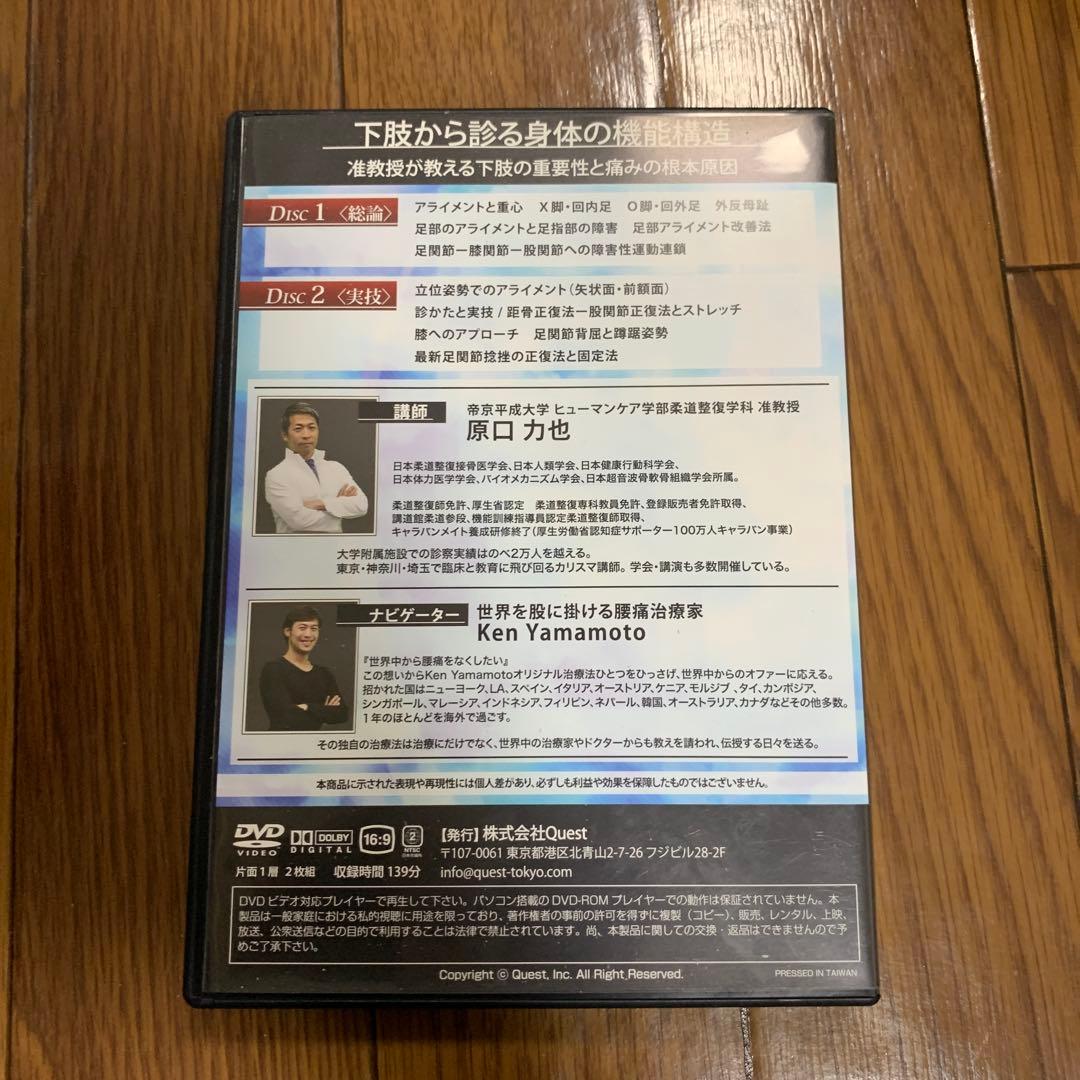 下肢から診る身体の機能構造
准教授が教える下肢の重要性と痛みの根本原因
DISC 1〈総論〉
アライメントと重心　X脚・回内足　O脚・回外足　外反母趾
足部のアライメントと足指部の障害　足部アライメント改善法
足関節ー膝関節ー股関節への障害性運動連鎖
DISC 2〈実技〉
立位姿勢でのアライメント(矢状面・前額面)
診かたと実技/距骨正復法ー股関節正復法とストレッチ
膝へのアプローチ　足関節背屈と蹲踞姿勢
最新足関節捻挫の正復法と固定法
講師
帝京平成大学 ヒューマンケア学部柔道整復学科 准教授
原口 力也
日本柔道整復接骨医学会、日本人類学会、日本健康行動科学会、
日本体力医学学会、バイオメカニズム学会、日本超音波骨軟骨組織学会所属。
柔道整復師免許、厚生省認定　柔道整復専科教員免許、登録販売者免許取得、
講道館柔道参段、機能訓練指導員認定柔道整復師取得、
キャラバンメイト養成研修終了(厚生労働省認知症サポーター100万人キャラバン事業)
大学附属施設での診察実績はのべ2万人を越える。
東京・神奈川・埼玉で臨床と教育に飛び回るカリスマ講師。学会・講演も多数開催している。
ナビゲーター
世界を股に掛ける腰痛治療家
Ken Yamamoto
『世界中から腰痛をなくしたい』
この想いからKen Yamamotoオリジナル治療法ひとつをひっさげ、世界中からのオファーに応える。
招かれた国はニューヨーク、LA、スペイン、イタリア、オーストリア、ケニア、モルジブ、タイ、カンボジア、
シンガポール、マレーシア、インドネシア、フィリピン、ネパール、韓国、オーストラリア、カナダなどその他多数。
1年のほとんどを海外で過ごす。
その独自の治療法は治療にだけでなく、世界中の治療家やドクターからも教えを請われ、伝授する日々を送る。
本商品に示された表現や再現性には個人差があり、必ずしも利益や効果を保障したものではございません。
DVD VIDEO
DOLBY DIGITAL
16:9
2 NTSC 日本市場向
片面1層 2枚組　収録時間 139分
【発行】株式会社Quest
〒107-0061 東京都港区北青山2-7-26 フジビル28-2F
info@quest-tokyo.com
DVDビデオ対応プレイヤーで再生して下さい。パソコン搭載のDVD-ROMプレイヤーでの動作は保証されていません。本
製品は一般家庭における私的視聴に用途を限っており、著作権者の事前の許可を得ずに複製(コピー)、販売、レンタル、上映、
放送、公衆送信などの目的で利用することは法律で禁止されています。尚、本製品に関しての交換・返品はできませんので予
めご了承下さい。
Copyright © Quest, Inc. All Right Reserved.
PRESSED IN TAIWAN